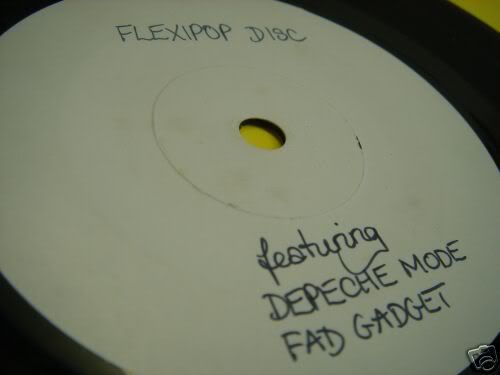 FLEXIPOP DISC
featuring
DEPECHE MODE
FAD GADGET